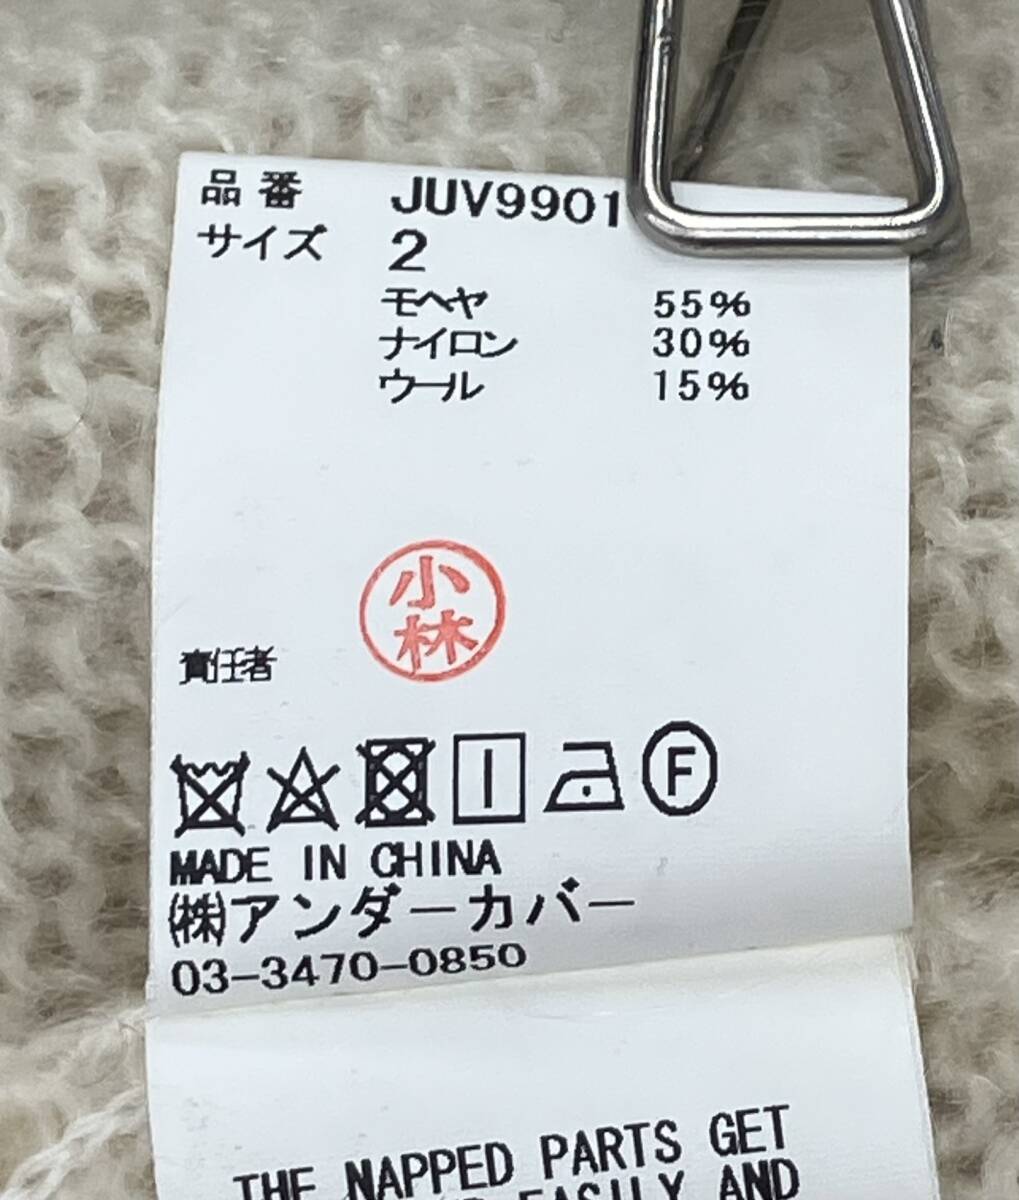 品番 JUV9901
サイズ 2
モヘヤ 55%
ナイロン 30%
ウール 15%
小林
責任者
F
MADE IN CHINA
㈱アンダーカバー
03-3470-0850
THE NAPPED PARTS GET
EASILY AND